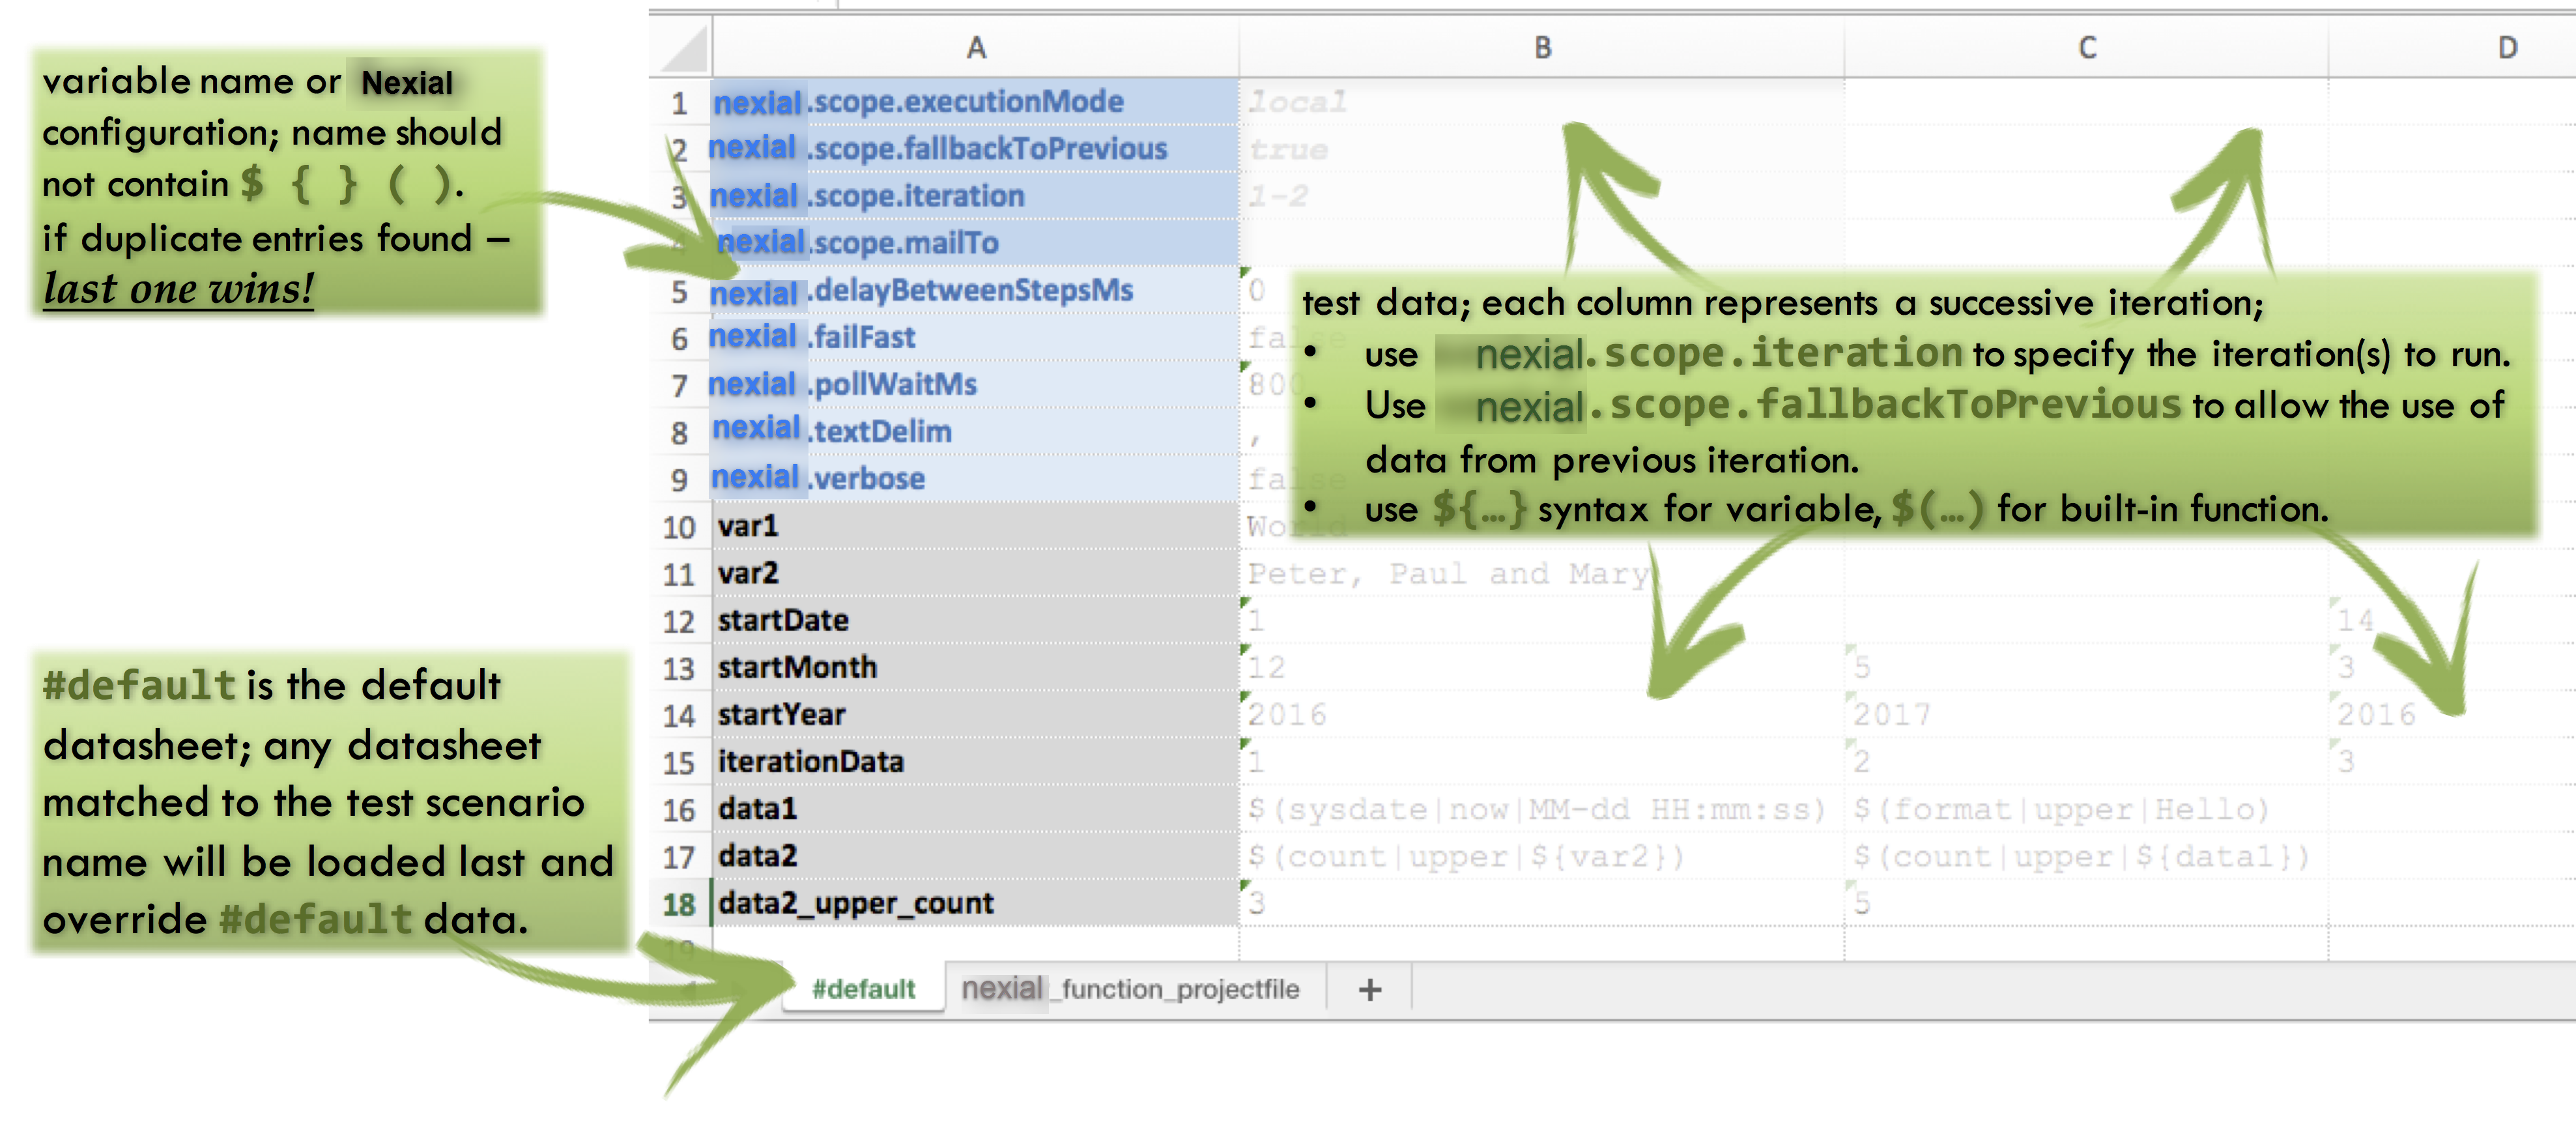 A B C D
variable name or Nexial
configuration; name should
not contain $ { } ( ).
if duplicate entries found –
last one wins!
1 nexial.scope.executionMode local
2 nexial.scope.fallbackToPrevious true
3 nexial.scope.iteration 1-2
4 nexial.scope.mailTo
5 nexial.delayBetweenStepsMs 0
6 nexial.failFast false
7 nexial.pollWaitMs 800
8 nexial.textDelim ,
9 nexial.verbose false
test data; each column represents a successive iteration;
• use nexial.scope.iteration to specify the iteration(s) to run.
• Use nexial.scope.fallbackToPrevious to allow the use of
data from previous iteration.
• use ${…} syntax for variable, $(…) for built-in function.
10 var1 World
11 var2 Peter, Paul and Mary
12 startDate 1 14
13 startMonth 12 5 3
14 startYear 2016 2017 2016
15 iterationData 1 2 3
16 data1 $(sysdate|now|MM-dd HH:mm:ss) $(format|upper|Hello)
17 data2 $(count|upper|${var2}) $(count|upper|${data1})
18 data2_upper_count 3 5
19
#default is the default
datasheet; any datasheet
matched to the test scenario
name will be loaded last and
override #default data.
#default nexial_function_projectfile +